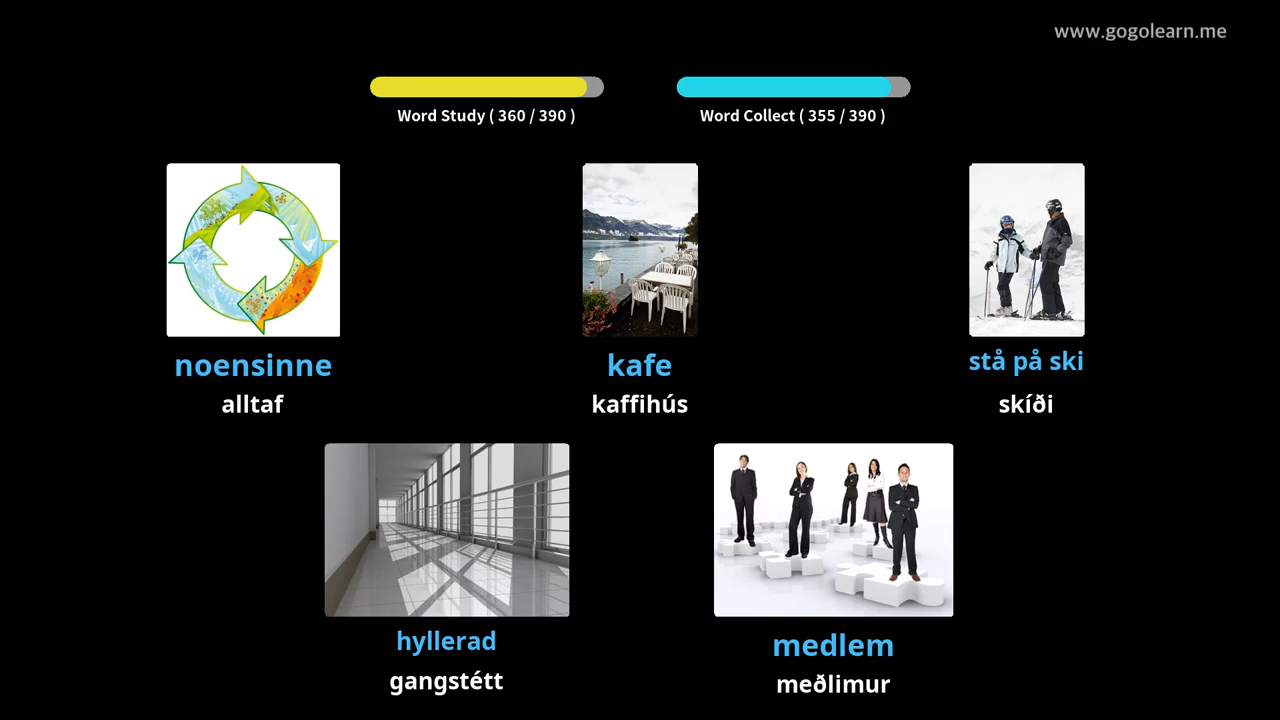 www.gogolearn.me
Word Study ( 360 / 390 )
Word Collect ( 355 / 390 )
noensinne
alltaf
kafe
kaffihús
stå på ski
skíði
hyllerad
gangstétt
medlem
meðlimur